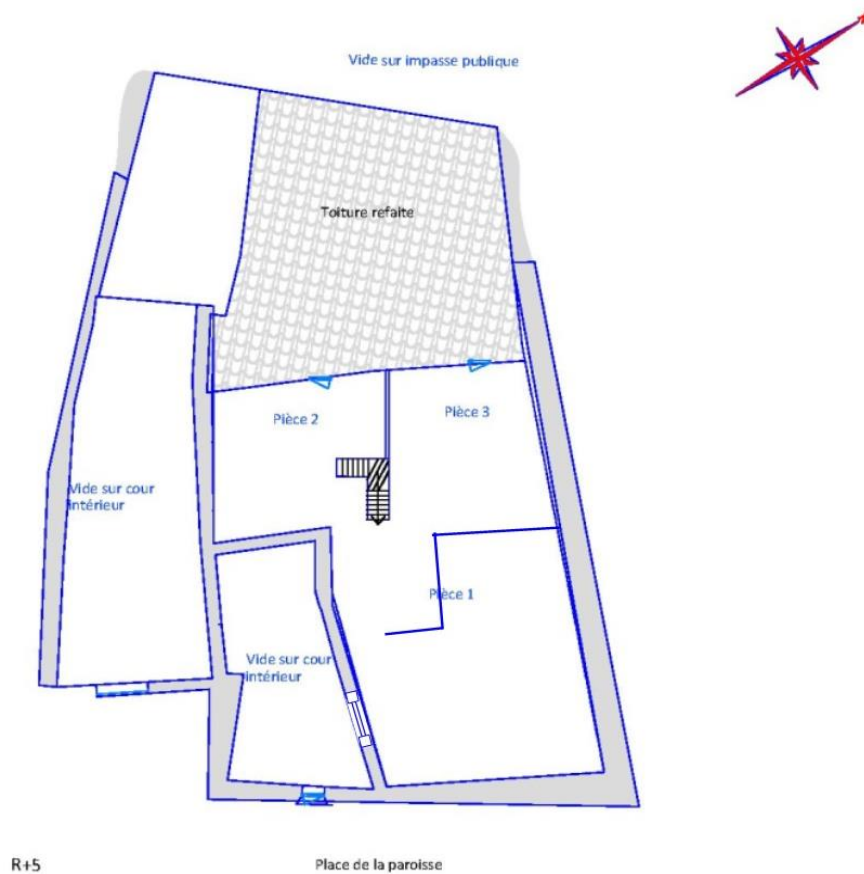 Vide sur impasse publique
Toiture refaite
Pièce 2
Pièce 3
Vide sur cour
intérieur
Pièce 1
Vide sur cour
intérieur
R+5
Place de la paroisse